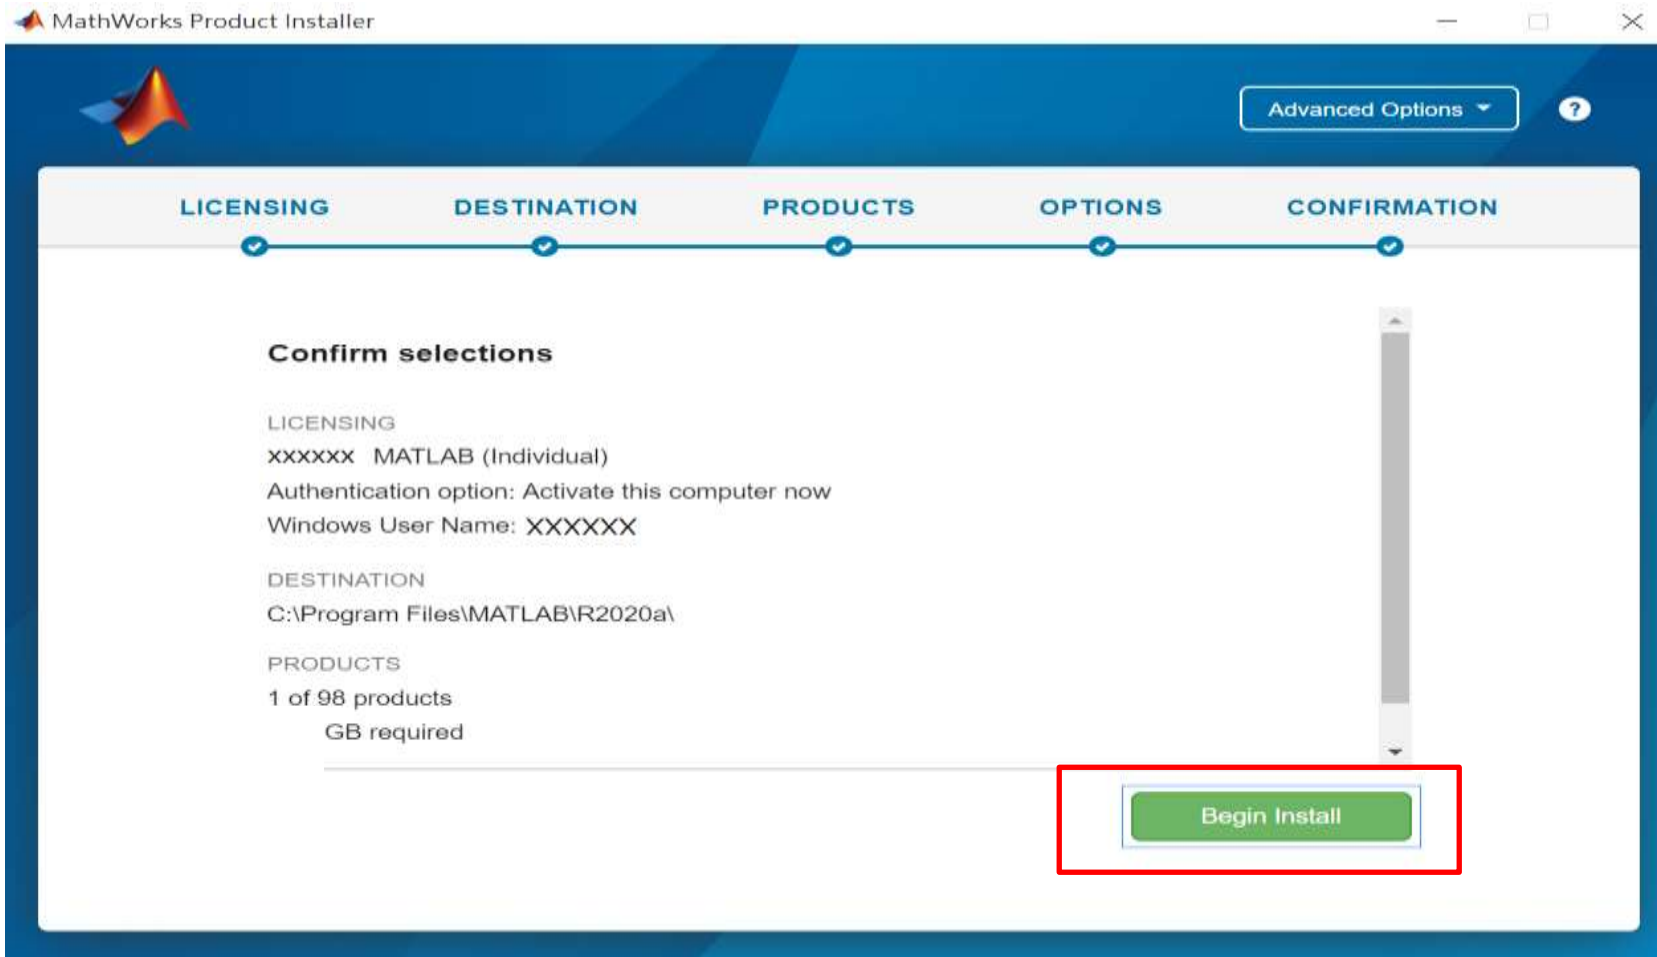 MathWorks Product Installer
Advanced Options
?
LICENSING DESTINATION PRODUCTS OPTIONS CONFIRMATION
Confirm selections
LICENSING
xxxxxx MATLAB (Individual)
Authentication option: Activate this computer now
Windows User Name: XXXXXX
DESTINATION
C:\Program Files\MATLAB\R2020a\
PRODUCTS
1 of 98 products
GB required
Begin Install